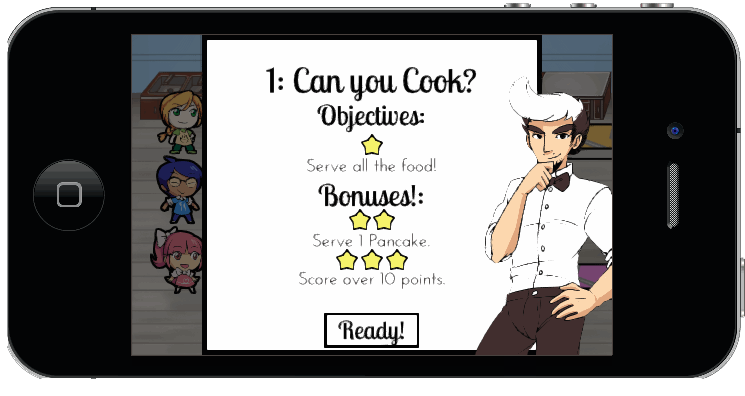 1: Can you Cook?
Objectives:
Serve all the food!
Bonuses!:
Serve 1 Pancake.
Score over 10 points.
Ready!